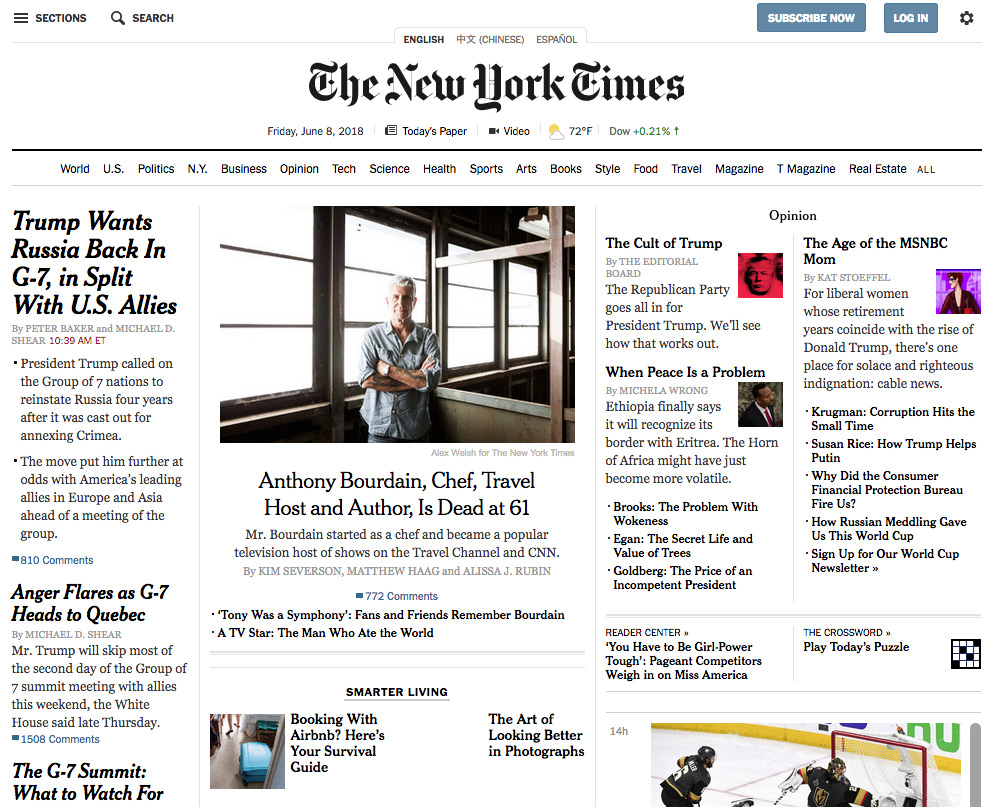 SECTIONS
SEARCH
SUBSCRIBE NOW
LOG IN
ENGLISH
中文 (CHINESE)
ESPAÑOL
The New York Times
Friday, June 8, 2018
Today's Paper
Video
72°F
Dow +0.21% ↑
World
U.S.
Politics
N.Y.
Business
Opinion
Tech
Science
Health
Sports
Arts
Books
Style
Food
Travel
Magazine
T Magazine
Real Estate
ALL
Trump Wants
Russia Back In
G-7, in Split
With U.S. Allies
By PETER BAKER and MICHAEL D.
SHEAR 10:39 AM ET
• President Trump called on
the Group of 7 nations to
reinstate Russia four years
after it was cast out for
annexing Crimea.
• The move put him further at
odds with America's leading
allies in Europe and Asia
ahead of a meeting of the
group.
810 Comments
Anger Flares as G-7
Heads to Quebec
By MICHAEL D. SHEAR
Mr. Trump will skip most of
the second day of the Group of
7 summit meeting with allies
this weekend, the White
House said late Thursday.
1508 Comments
The G-7 Summit:
What to Watch For
Alex Welsh for The New York Times
Anthony Bourdain, Chef, Travel
Host and Author, Is Dead at 61
Mr. Bourdain started as a chef and became a popular
television host of shows on the Travel Channel and CNN.
By KIM SEVERSON, MATTHEW HAAG and ALISSA J. RUBIN
772 Comments
• 'Tony Was a Symphony': Fans and Friends Remember Bourdain
• A TV Star: The Man Who Ate the World
SMARTER LIVING
Booking With
Airbnb? Here's
Your Survival
Guide
The Art of
Looking Better
in Photographs
Opinion
The Cult of Trump
By THE EDITORIAL
BOARD
The Republican Party
goes all in for
President Trump. We'll see
how that works out.
When Peace Is a Problem
By MICHELA WRONG
Ethiopia finally says
it will recognize its
border with Eritrea. The Horn
of Africa might have just
become more volatile.
• Brooks: The Problem With
Wokeness
• Egan: The Secret Life and
Value of Trees
• Goldberg: The Price of an
Incompetent President
The Age of the MSNBC
Mom
By KAT STOEFFEL
For liberal women
whose retirement
years coincide with the rise of
Donald Trump, there's one
place for solace and righteous
indignation: cable news.
• Krugman: Corruption Hits the
Small Time
• Susan Rice: How Trump Helps
Putin
• Why Did the Consumer
Financial Protection Bureau
Fire Us?
• How Russian Meddling Gave
Us This World Cup
• Sign Up for Our World Cup
Newsletter »
READER CENTER »
'You Have to Be Girl-Power
Tough': Pageant Competitors
Weigh in on Miss America
THE CROSSWORD »
Play Today's Puzzle
14h